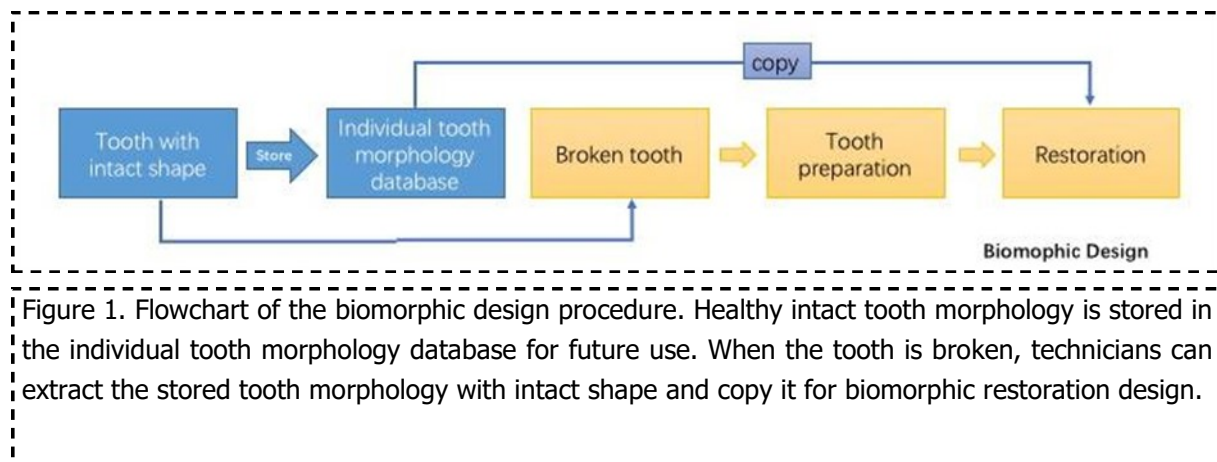 copy
Tooth with
intact shape
Store
Individual tooth
morphology
database
Broken tooth
Tooth
preparation
Restoration
Biomophic Design
Figure 1. Flowchart of the biomorphic design procedure. Healthy intact tooth morphology is stored in
the individual tooth morphology database for future use. When the tooth is broken, technicians can
extract the stored tooth morphology with intact shape and copy it for biomorphic restoration design.